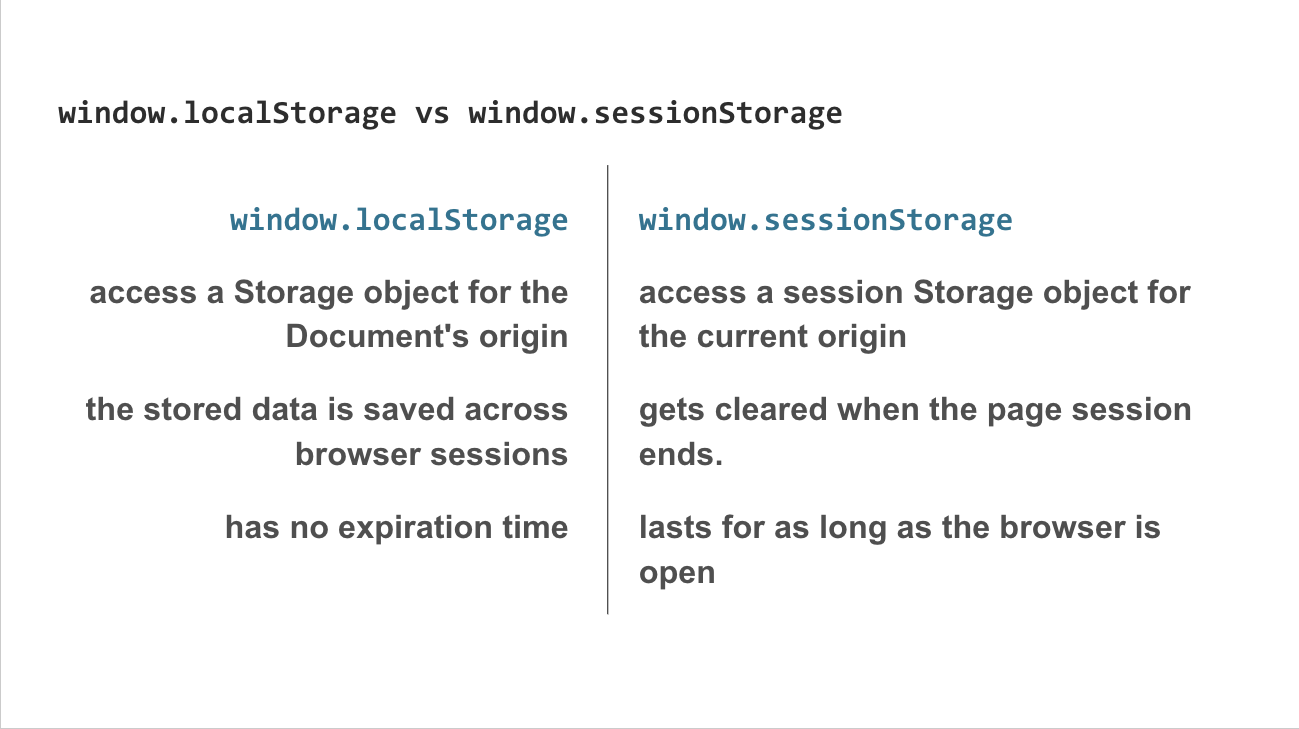 window.localStorage vs window.sessionStorage
window.localStorage
access a Storage object for the
Document's origin
the stored data is saved across
browser sessions
has no expiration time
window.sessionStorage
access a session Storage object for
the current origin
gets cleared when the page session
ends.
lasts for as long as the browser is
open